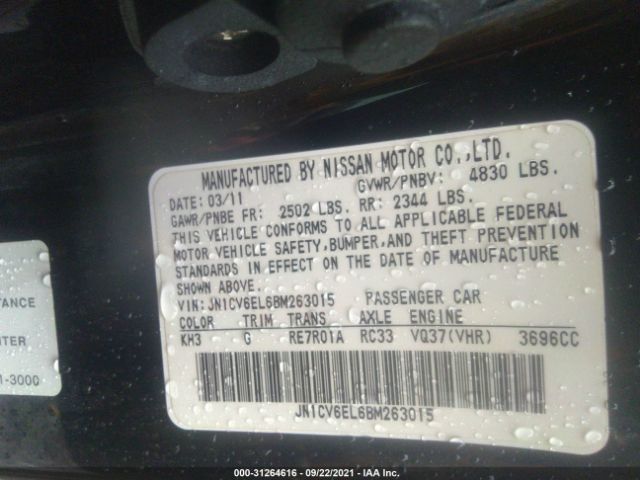 MANUFACTURED BY NISSAN MOTOR CO.,LTD.
DATE: 03/11 GVWR/PNBV: 4830 LBS.
GAWR/PNBE FR: 2502 LBS. RR: 2344 LBS.
THIS VEHICLE CONFORMS TO ALL APPLICABLE FEDERAL
MOTOR VEHICLE SAFETY,BUMPER,AND THEFT PREVENTION
STANDARDS IN EFFECT ON THE DATE OF MANUFACTURE
SHOWN ABOVE.
VIN: JN1CV6EL6BM263015 PASSENGER CAR
COLOR TRIM TRANS AXLE ENGINE
KH3 G RE7R01A RC33 VQ37(VHR) 3696CC
JN1CV6EL6BM263015
1-3000
000-31264616 - 09/22/2021 - IAA Inc.